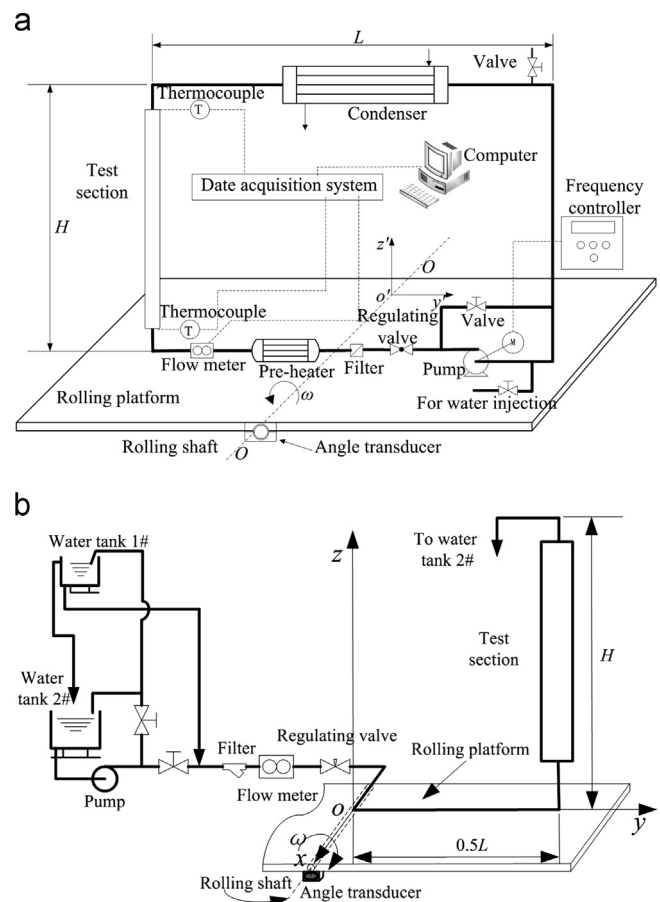 a
L
Valve
Thermocouple
T
Condenser
Test
section
Computer
Date acquisition system
Frequency
controller
H
z'
O
o'
y'
Thermocouple
T
Regulating
valve
Valve
M
Flow meter
Pre-heater
Filter
Pump
Rolling platform
ω
For water injection
Rolling shaft
O
Angle transducer
b
Water tank 1#
To water
tank 2#
z
Test
section
H
Water
tank 2#
Filter
Regulating valve
Rolling platform
Pump
Flow meter
o
y
ω
x
0.5L
Rolling shaft
Angle transducer